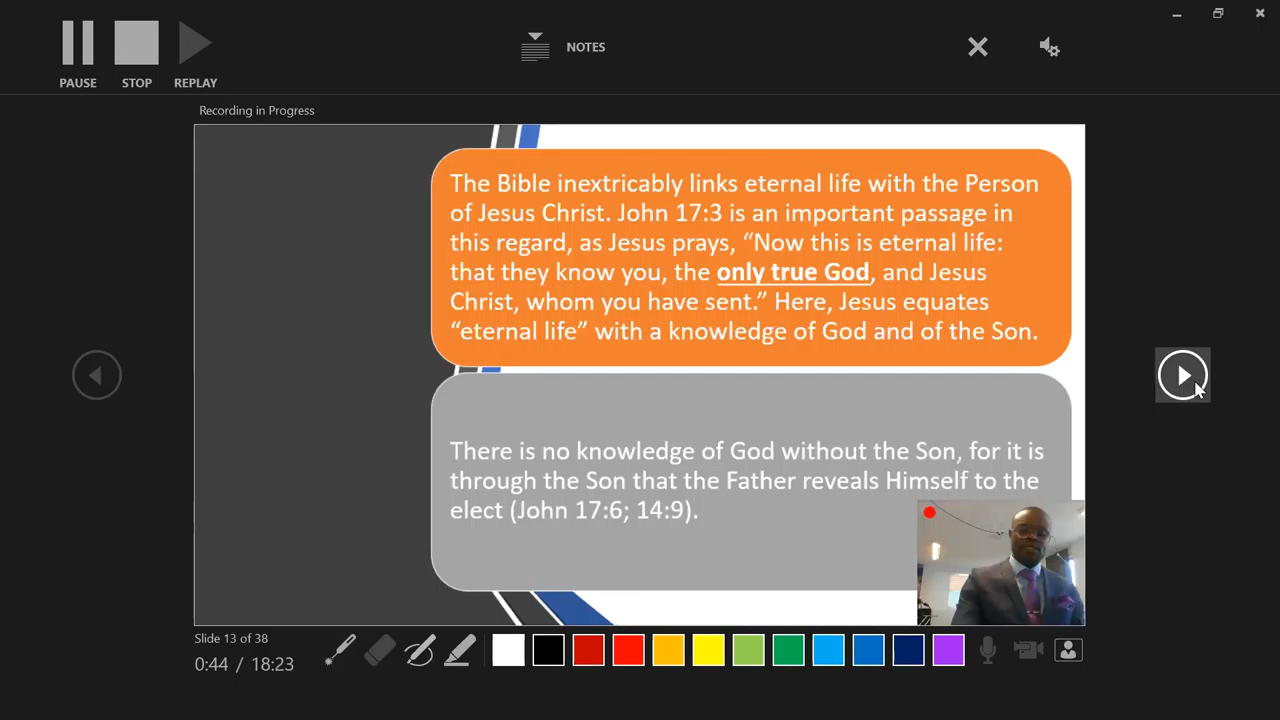 NOTES
PAUSE STOP REPLAY
Recording in Progress
The Bible inextricably links eternal life with the Person
of Jesus Christ. John 17:3 is an important passage in
this regard, as Jesus prays, “Now this is eternal life:
that they know you, the only true God, and Jesus
Christ, whom you have sent.” Here, Jesus equates
“eternal life” with a knowledge of God and of the Son.
There is no knowledge of God without the Son, for it is
through the Son that the Father reveals Himself to the
elect (John 17:6; 14:9).
Slide 13 of 38
0:44 / 18:23